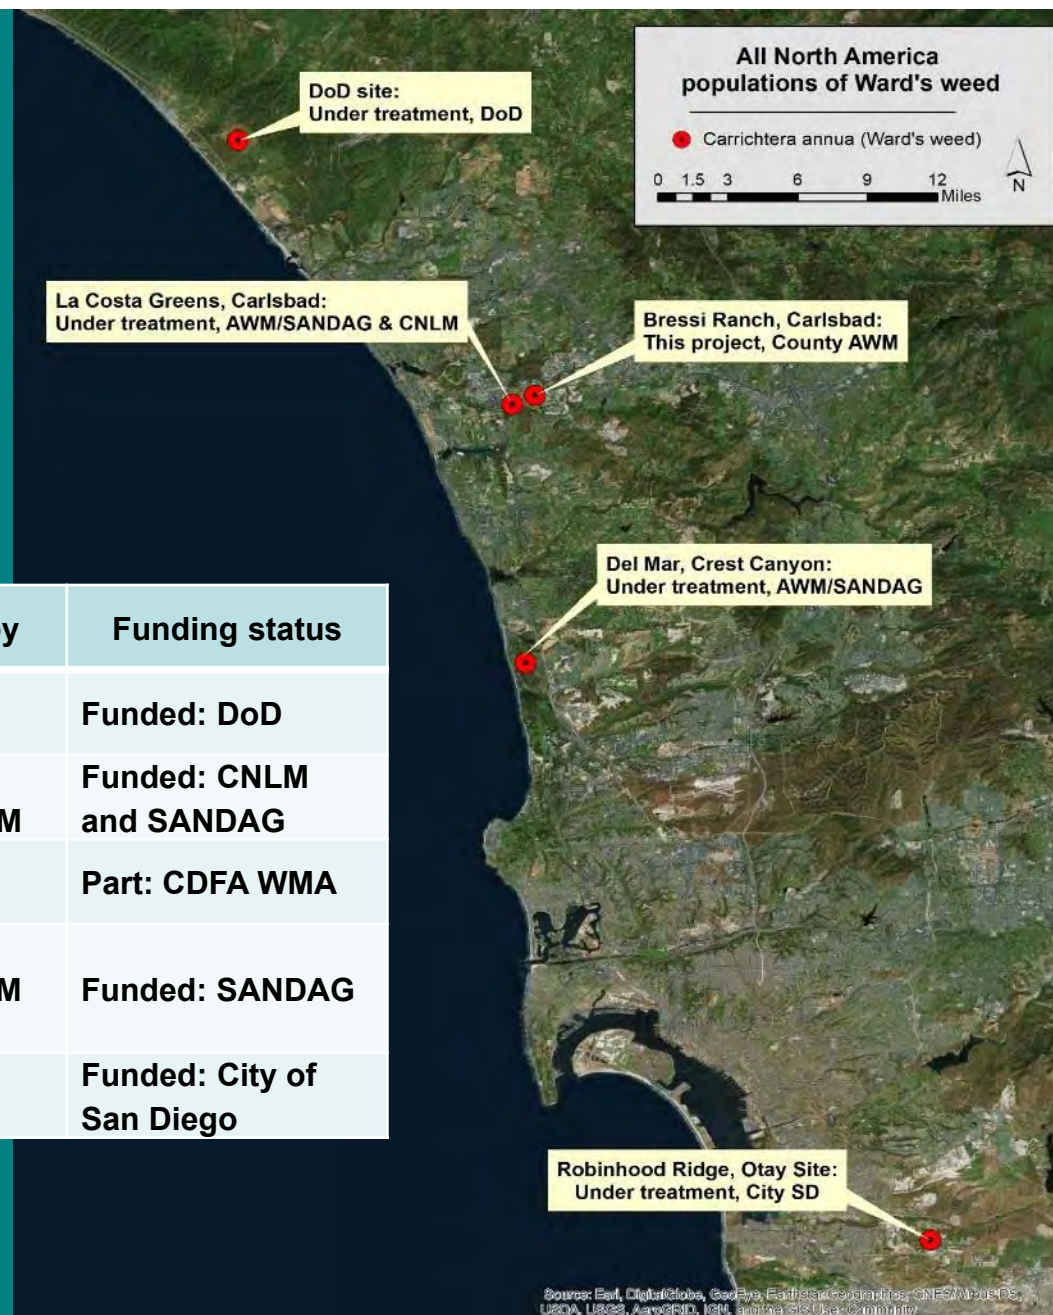 All North America
populations of Ward's weed
Carrichtera annua (Ward's weed)
0 1.5 3 6 9 12
Miles
N
DoD site:
Under treatment, DoD
La Costa Greens, Carlsbad:
Under treatment, AWM/SANDAG & CNLM
Bressi Ranch, Carlsbad:
This project, County AWM
Del Mar, Crest Canyon:
Under treatment, AWM/SANDAG
y Funding status
Funded: DoD
Funded: CNLM
M and SANDAG
Part: CDFA WMA
M Funded: SANDAG
Funded: City of
San Diego
Robinhood Ridge, Otay Site:
Under treatment, City SD
Source: Esri, DigitalGlobe, GeoEye, Earthstar Geographics, CNES/Airbus DS,
USDA, USGS, AeroGRID, IGN, and the GIS User Community